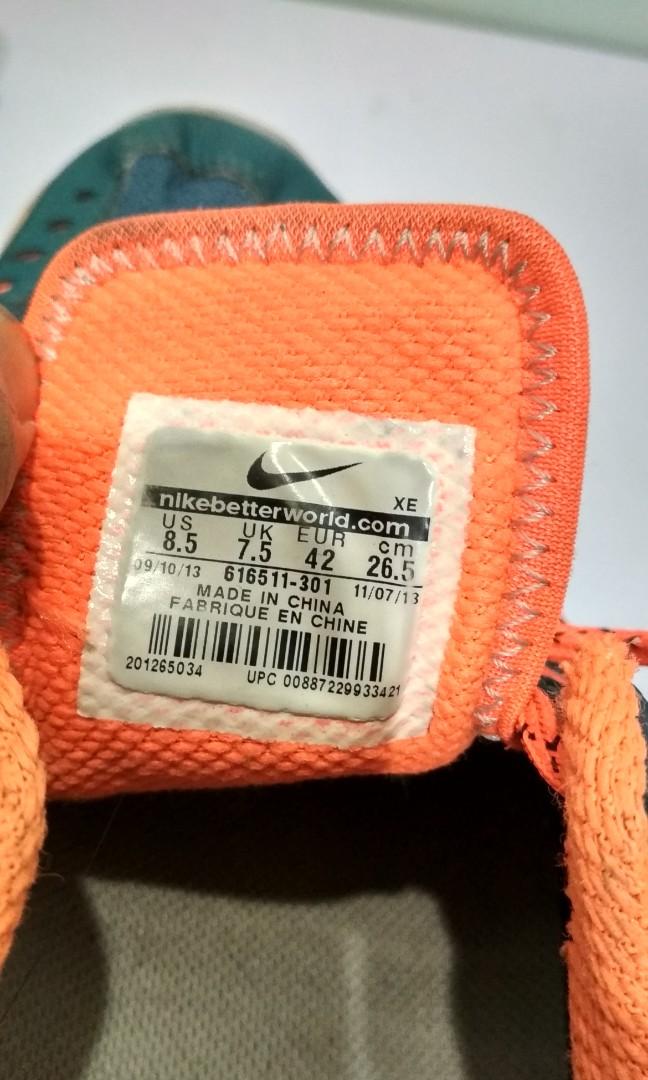 XE
nikebetterworld.com
US UK EUR cm
8.5 7.5 42 26.5
09/10/13 616511-301 11/07/13
MADE IN CHINA
FABRIQUE EN CHINE
201265034 UPC 00887229933421